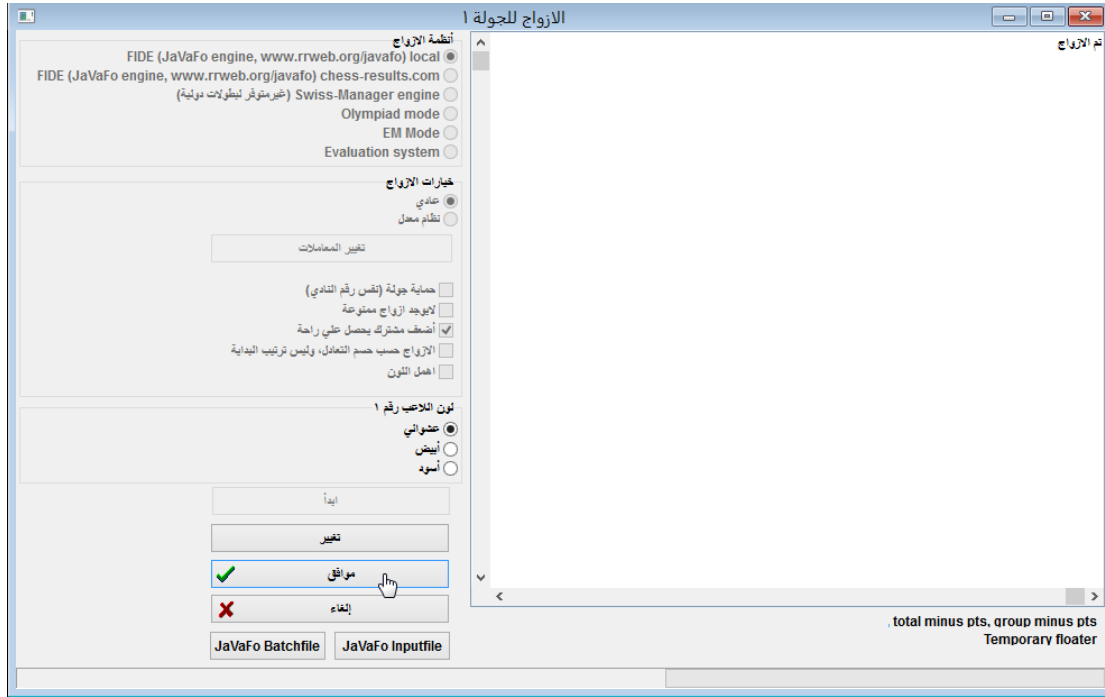 الازواج للجولة ١
أنظمة الازواج
FIDE (JaVaFo engine, www.rrweb.org/javafo) local
FIDE (JaVaFo engine, www.rrweb.org/javafo) chess-results.com
Swiss-Manager engine (غيرمتوفر لبطولات دولية)
Olympiad mode
EM Mode
Evaluation system
خيارات الازواج
عادي
نظام معدل
تغيير المعاملات
حماية جولة (نفس رقم النادي)
لايوجد ازواج ممنوعة
أضعف مشترك يحصل علي راحة
الازواج حسب حسم التعادل، وليس ترتيب البداية
اهمل اللون
لون اللاعب رقم ١
عشوائي
أبيض
أسود
ابدأ
تغيير
موافق
إلغاء
JaVaFo Batchfile
JaVaFo Inputfile
تم الازواج
, total minus pts, group minus pts
Temporary floater